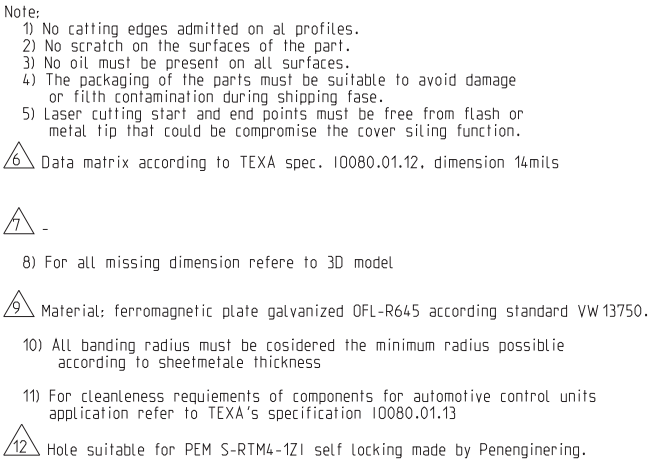 Note:
1) No catting edges admitted on al profiles.
2) No scratch on the surfaces of the part.
3) No oil must be present on all surfaces.
4) The packaging of the parts must be suitable to avoid damage
or filth contamination during shipping fase.
5) Laser cutting start and end points must be free from flash or
metal tip that could be compromise the cover siling function.
6 Data matrix according to TEXA spec. I0080.01.12, dimension 14mils
7 -
8) For all missing dimension refere to 3D model
9 Material: ferromagnetic plate galvanized OFL-R645 according standard VW 13750.
10) All banding radius must be cosidered the minimum radius possiblie
according to sheetmetale thickness
11) For cleanleness requiements of components for automotive control units
application refer to TEXA's specification I0080.01.13
12 Hole suitable for PEM S-RTM4-1ZI self locking made by Penenginering.